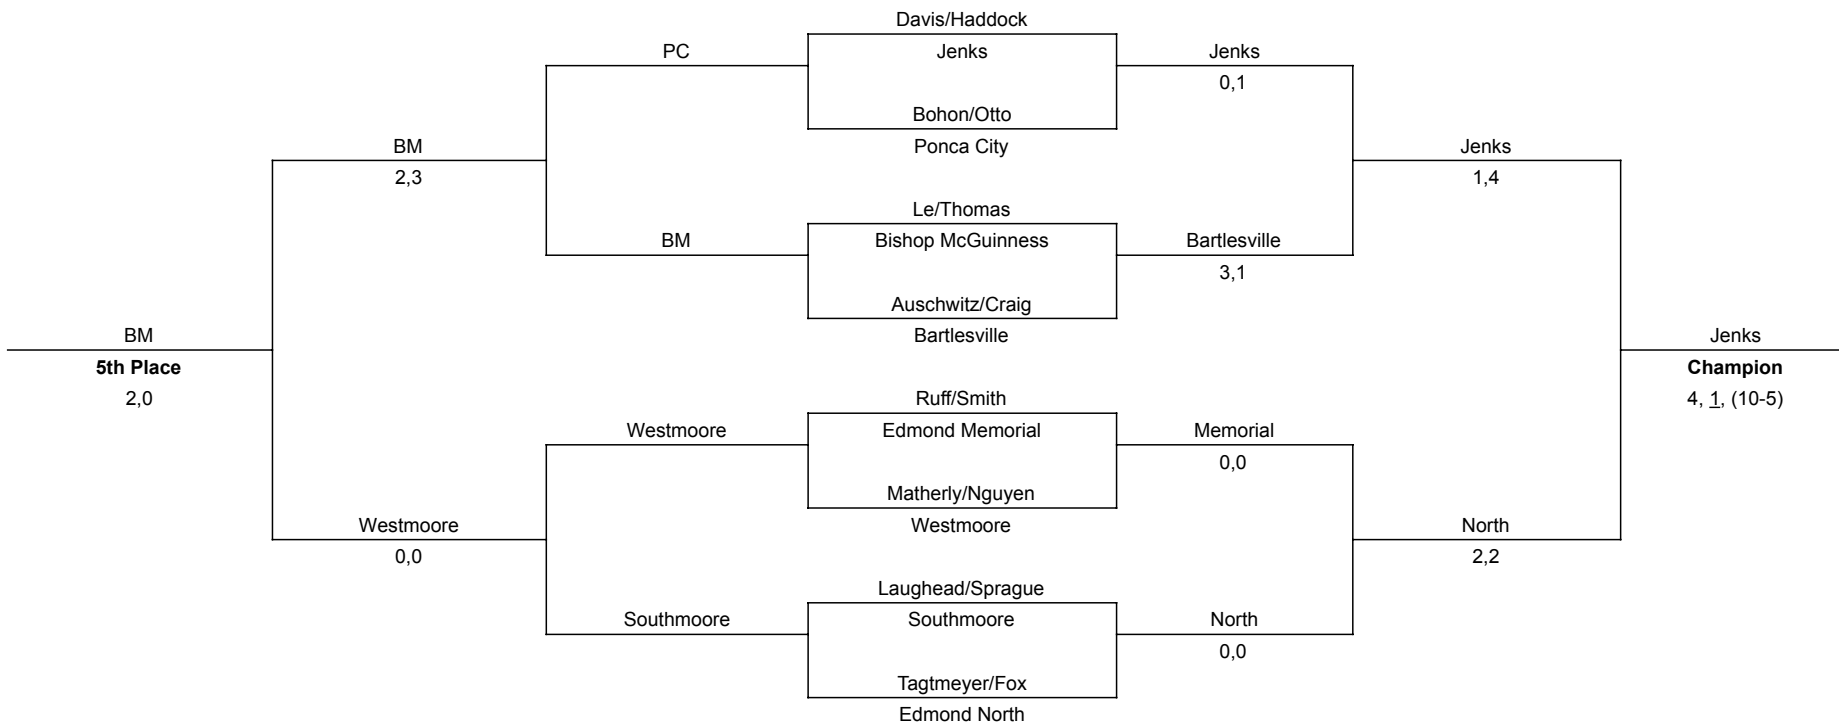 Davis/Haddock
PC
Jenks
Jenks
0,1
Bohon/Otto
BM
Ponca City
Jenks
2,3
1,4
Le/Thomas
BM
Bishop McGuinness
Bartlesville
3,1
Auschwitz/Craig
BM
Bartlesville
Jenks
5th Place
Champion
2,0
Ruff/Smith
4, 1, (10-5)
Westmoore
Edmond Memorial
Memorial
0,0
Matherly/Nguyen
Westmoore
Westmoore
North
0,0
2,2
Laughead/Sprague
Southmoore
Southmoore
North
0,0
Tagtmeyer/Fox
Edmond North